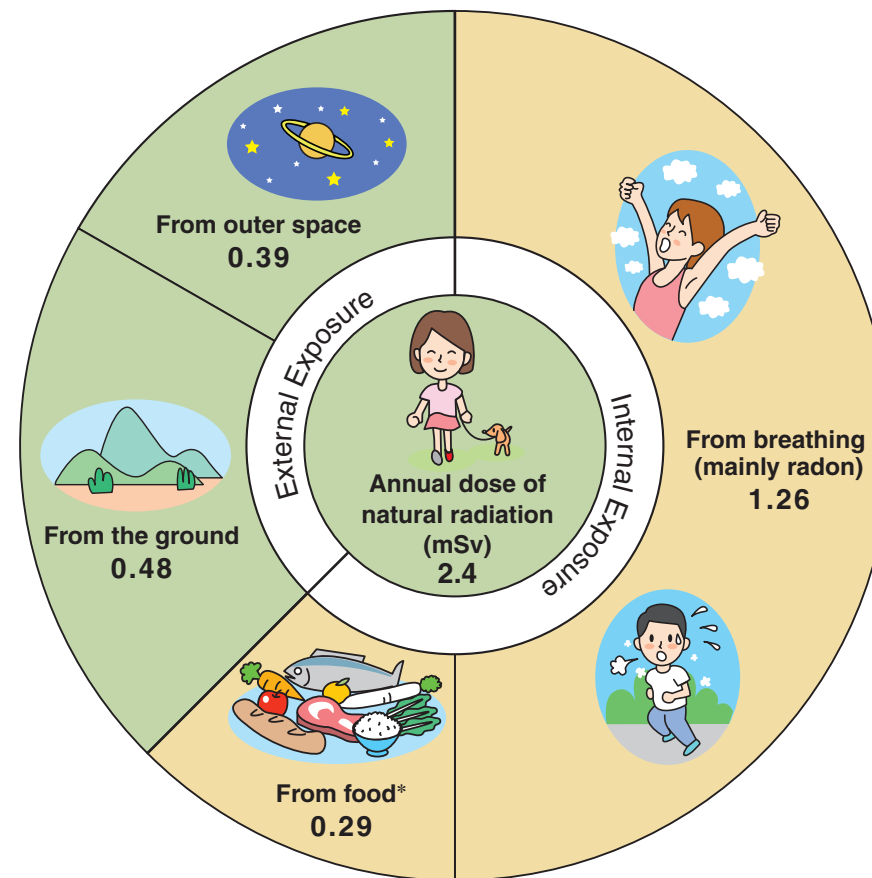 From outer space
0.39
External Exposure
From the ground
0.48
Annual dose of
natural radiation
(mSv)
2.4
Internal Exposure
From breathing
(mainly radon)
1.26
From food*
0.29